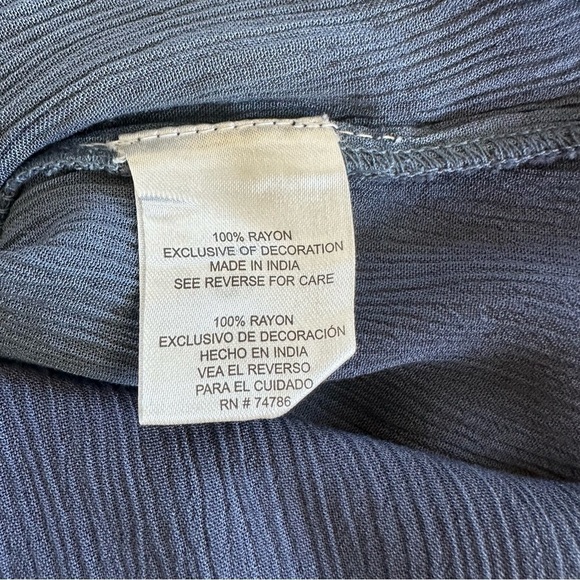 100% RAYON
EXCLUSIVE OF DECORATION
MADE IN INDIA
SEE REVERSE FOR CARE
100% RAYON
EXCLUSIVO DE DECORACIÓN
HECHO EN INDIA
VEA EL REVERSO
PARA EL CUIDADO
RN # 74786